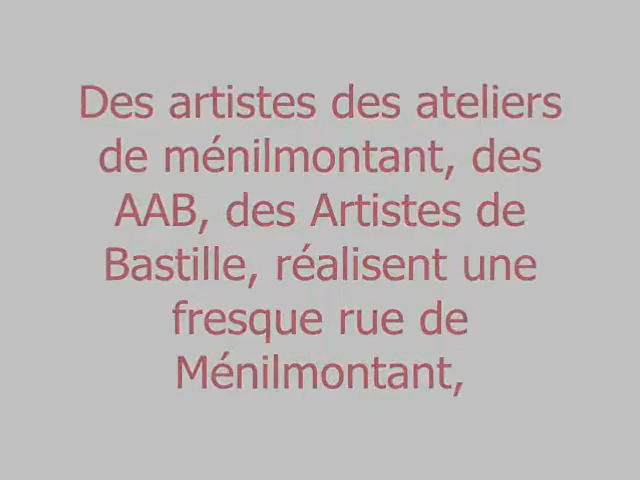 Des artistes des ateliers
de ménilmontant, des
AAB, des Artistes de
Bastille, réalisent une
fresque rue de
Ménilmontant,